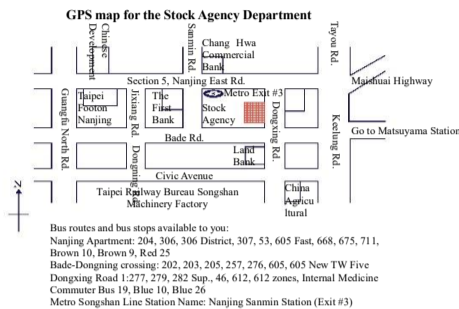 GPS map for the Stock Agency Department
Chinese
Development
Sanmin Rd.
Chang Hwa
Commercial
Bank
Tayou Rd.
Section 5, Nanjing East Rd.
Maishuai Highway
Guangfu North Rd.
Taipei
Footon
Nanjing
Jixiang Rd.
The
First
Bank
Metro Exit #3
Stock
Agency
Dongxing Rd.
Keelung Rd.
Go to Matsuyama Station
Bade Rd.
Dongning Rd.
Land
Bank
Civic Avenue
Taipei Railway Bureau Songshan
Machinery Factory
China
Agricu
ltural
N
Bus routes and bus stops available to you:
Nanjing Apartment: 204, 306, 306 District, 307, 53, 605 Fast, 668, 675, 711,
Brown 10, Brown 9, Red 25
Bade-Dongning crossing: 202, 203, 205, 257, 276, 605, 605 New TW Five
Dongxing Road 1:277, 279, 282 Sup., 46, 612, 612 zones, Internal Medicine
Commuter Bus 19, Blue 10, Blue 26
Metro Songshan Line Station Name: Nanjing Sanmin Station (Exit #3)